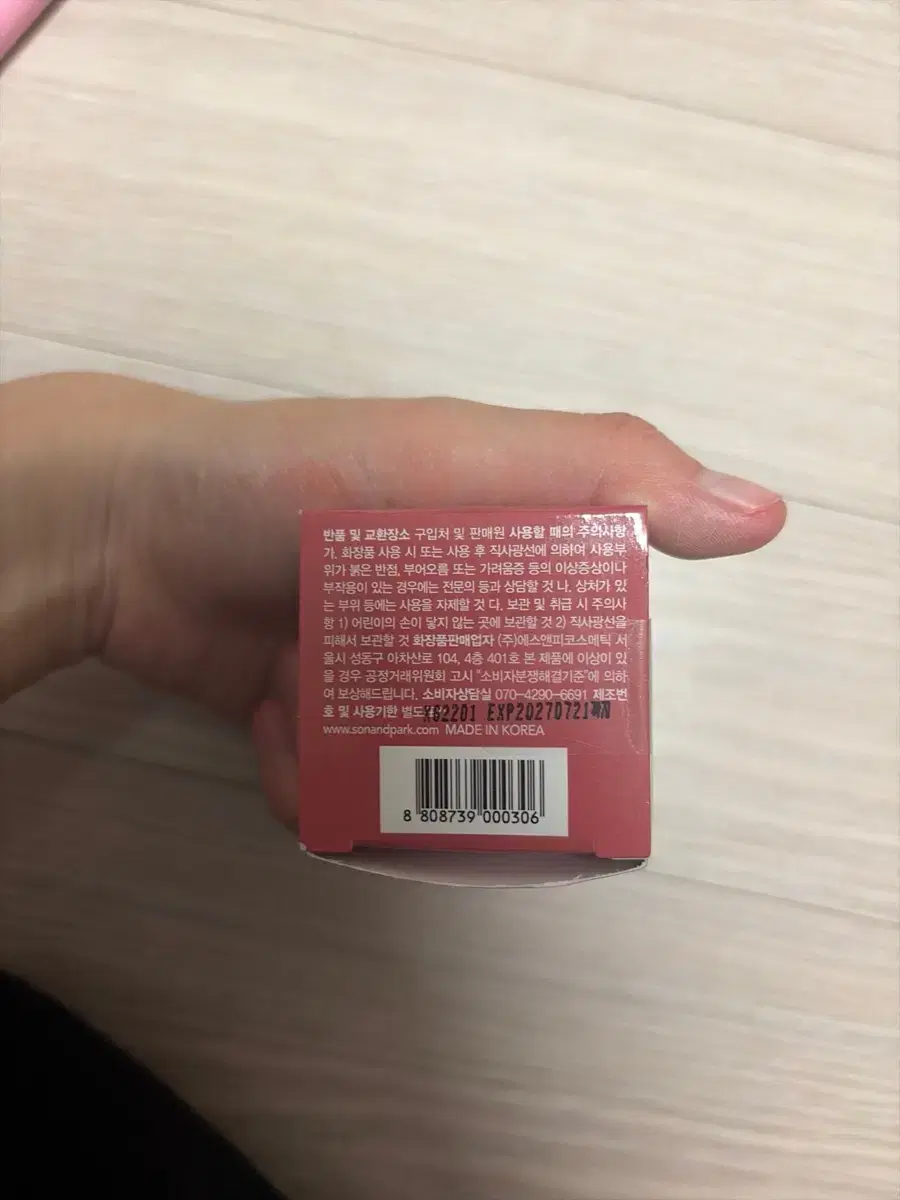 반품 및 교환장소 구입처 및 판매원 사용할 때의 주의사항
가. 화장품 사용 시 또는 사용 후 직사광선에 의하여 사용부
위가 붉은 반점, 부어오름 또는 가려움증 등의 이상증상이나
부작용이 있는 경우에는 전문의 등과 상담할 것 나. 상처가 있
는 부위 등에는 사용을 자제할 것 다. 보관 및 취급 시 주의사
항 1) 어린이의 손이 닿지 않는 곳에 보관할 것 2) 직사광선을
피해서 보관할 것 화장품판매업자 (주)에스앤피코스메틱 서
울시 성동구 아차산로 104, 4층 401호 본 제품에 이상이 있
을 경우 공정거래위원회 고시 "소비자분쟁해결기준"에 의하
여 보상해드립니다. 소비자상담실 070-4290-6691 제조번
호 및 사용기한 EXP20270721
www.sonandpark.com MADE IN KOREA
8 808739 000306